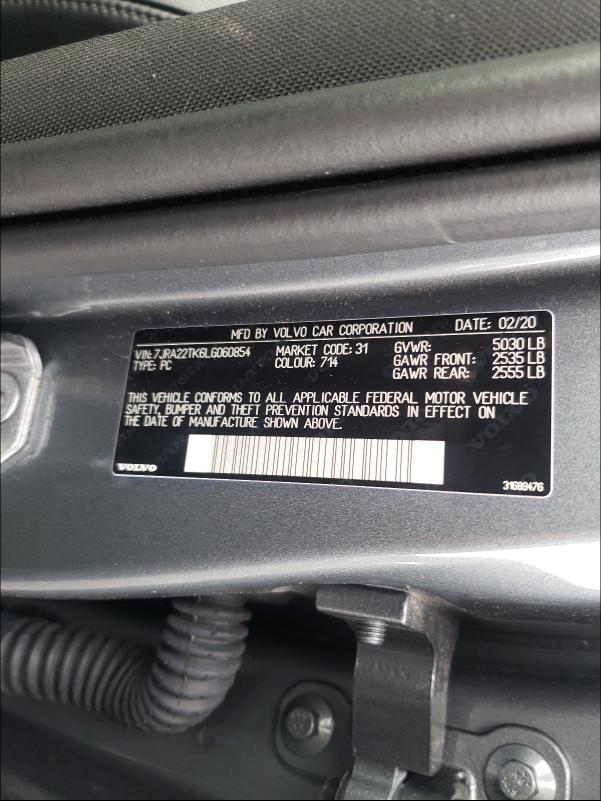 MFD BY VOLVO CAR CORPORATION DATE: 02/20
VIN: 7JRA22TK6LG060854 MARKET CODE: 31 GVWR: 5030 LB
TYPE: PC COLOUR: 714 GAWR FRONT: 2535 LB
GAWR REAR: 2555 LB
THIS VEHICLE CONFORMS TO ALL APPLICABLE FEDERAL MOTOR VEHICLE
SAFETY, BUMPER AND THEFT PREVENTION STANDARDS IN EFFECT ON
THE DATE OF MANUFACTURE SHOWN ABOVE.
VOLVO 31689476